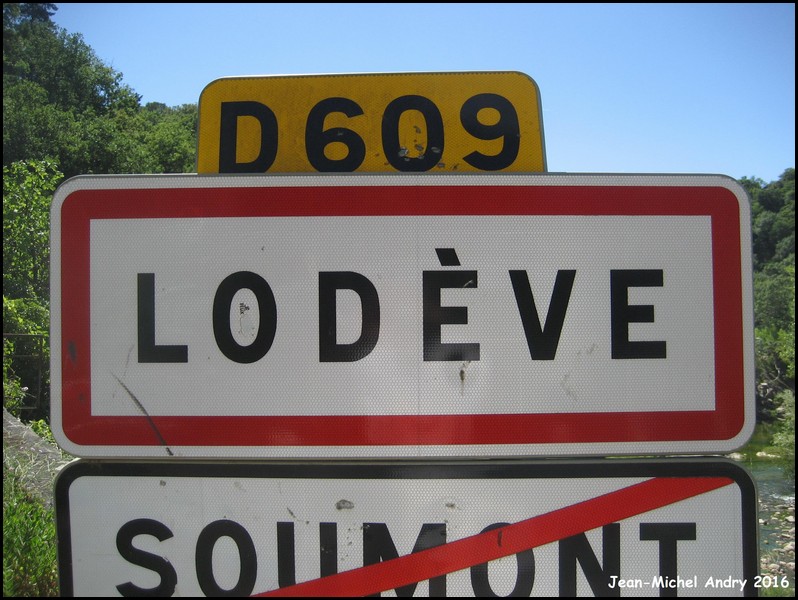 D609
LODÈVE
SOUMONT
Jean-Michel Andry 2016